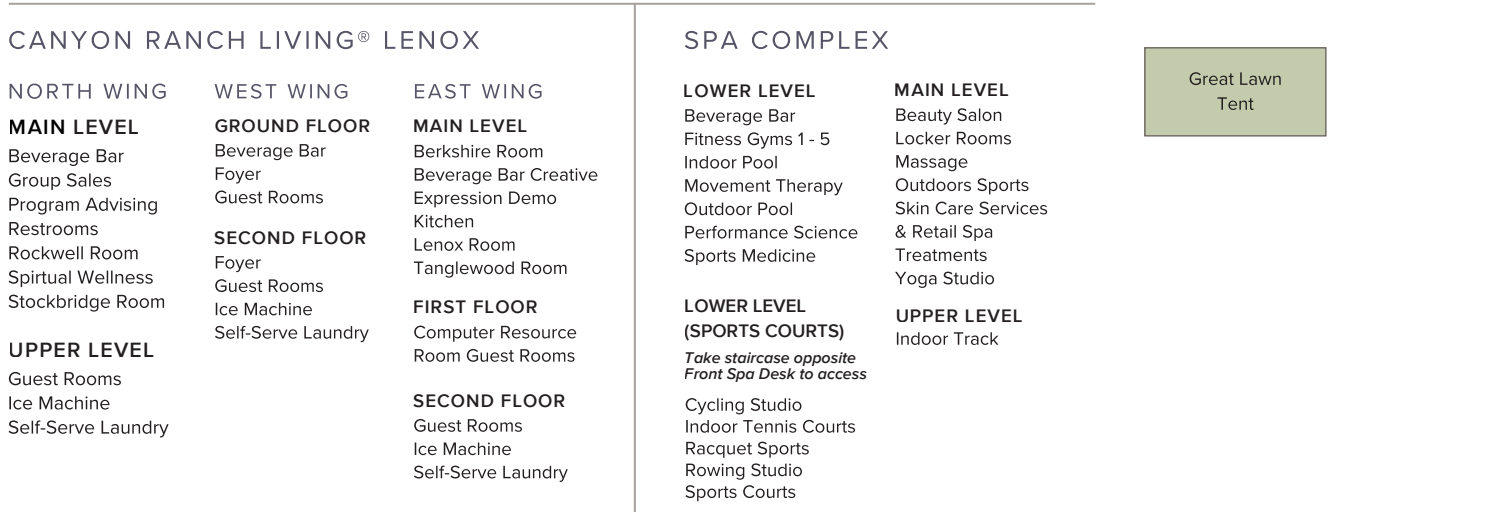 CANYON RANCH LIVING® LENOX
NORTH WING
MAIN LEVEL
Beverage Bar
Group Sales
Program Advising
Restrooms
Rockwell Room
Spirtual Wellness
Stockbridge Room
UPPER LEVEL
Guest Rooms
Ice Machine
Self-Serve Laundry
WEST WING
GROUND FLOOR
Beverage Bar
Foyer
Guest Rooms
SECOND FLOOR
Foyer
Guest Rooms
Ice Machine
Self-Serve Laundry
EAST WING
MAIN LEVEL
Berkshire Room
Beverage Bar Creative
Expression Demo
Kitchen
Lenox Room
Tanglewood Room
FIRST FLOOR
Computer Resource
Room Guest Rooms
SECOND FLOOR
Guest Rooms
Ice Machine
Self-Serve Laundry
SPA COMPLEX
LOWER LEVEL
Beverage Bar
Fitness Gyms 1 - 5
Indoor Pool
Movement Therapy
Outdoor Pool
Performance Science
Sports Medicine
LOWER LEVEL
(SPORTS COURTS)
Take staircase opposite
Front Spa Desk to access
Cycling Studio
Indoor Tennis Courts
Racquet Sports
Rowing Studio
Sports Courts
MAIN LEVEL
Beauty Salon
Locker Rooms
Massage
Outdoors Sports
Skin Care Services
& Retail Spa
Treatments
Yoga Studio
UPPER LEVEL
Indoor Track
Great Lawn
Tent